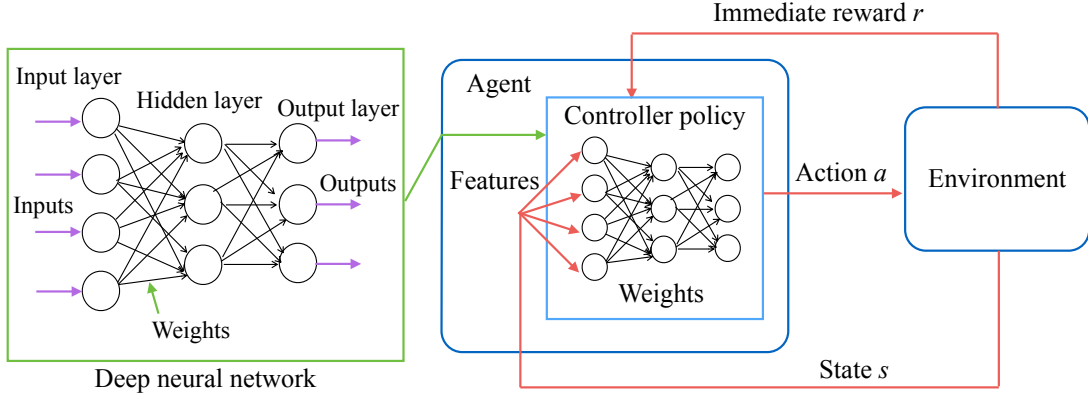 Immediate reward r
Input layer
Hidden layer
Output layer
Inputs
Outputs
Weights
Deep neural network
Agent
Controller policy
Features
Weights
Action a
Environment
State s